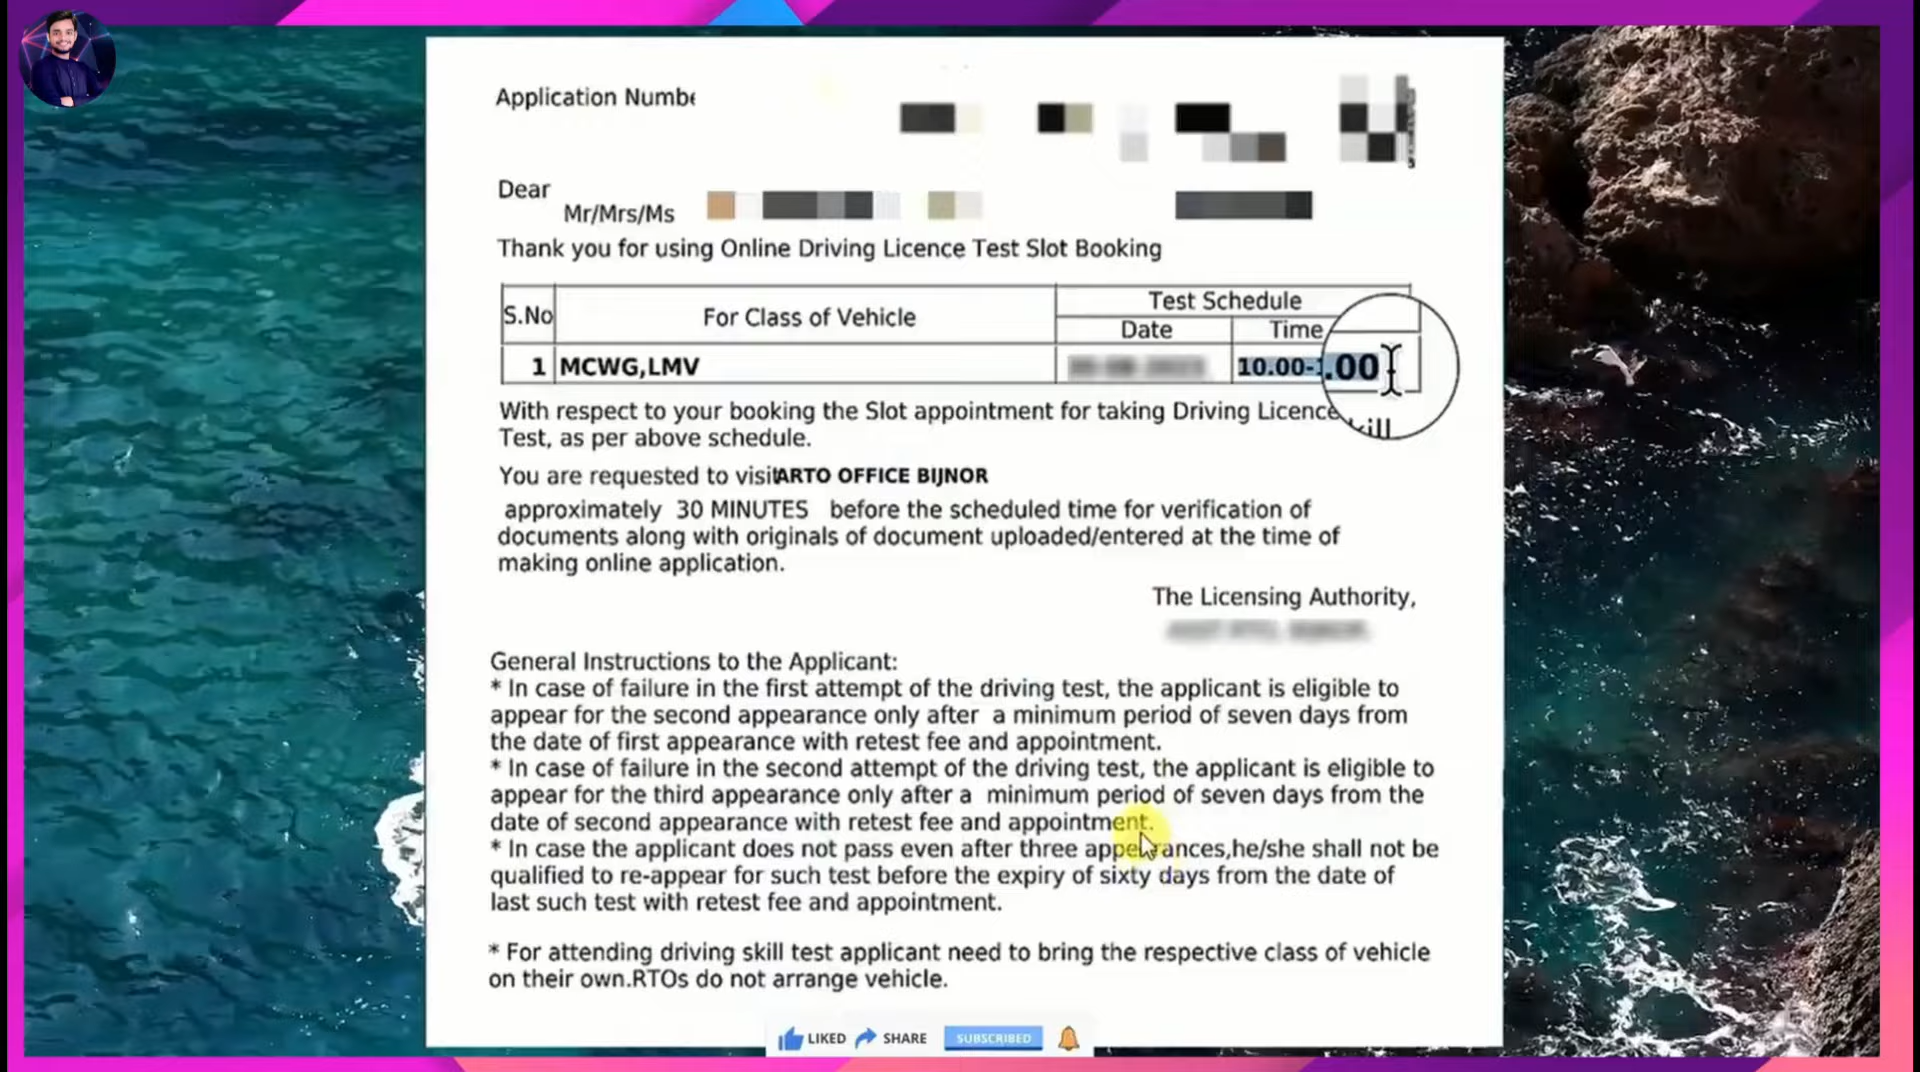 Application Numbe
Dear
Mr/Mrs/Ms
Thank you for using Online Driving Licence Test Slot Booking
S.No For Class of Vehicle Test Schedule
Date Time
1 MCWG,LMV 10.00- .00
With respect to your booking the Slot appointment for taking Driving Licence kill
Test, as per above schedule.
You are requested to visit ARTO OFFICE BIJNOR
approximately 30 MINUTES before the scheduled time for verification of
documents along with originals of document uploaded/entered at the time of
making online application.
The Licensing Authority,
General Instructions to the Applicant:
* In case of failure in the first attempt of the driving test, the applicant is eligible to
appear for the second appearance only after a minimum period of seven days from
the date of first appearance with retest fee and appointment.
* In case of failure in the second attempt of the driving test, the applicant is eligible to
appear for the third appearance only after a minimum period of seven days from the
date of second appearance with retest fee and appointment.
* In case the applicant does not pass even after three appearances,he/she shall not be
qualified to re-appear for such test before the expiry of sixty days from the date of
last such test with retest fee and appointment.
* For attending driving skill test applicant need to bring the respective class of vehicle
on their own.RTOs do not arrange vehicle.
LIKED SHARE SUBSCRIBED